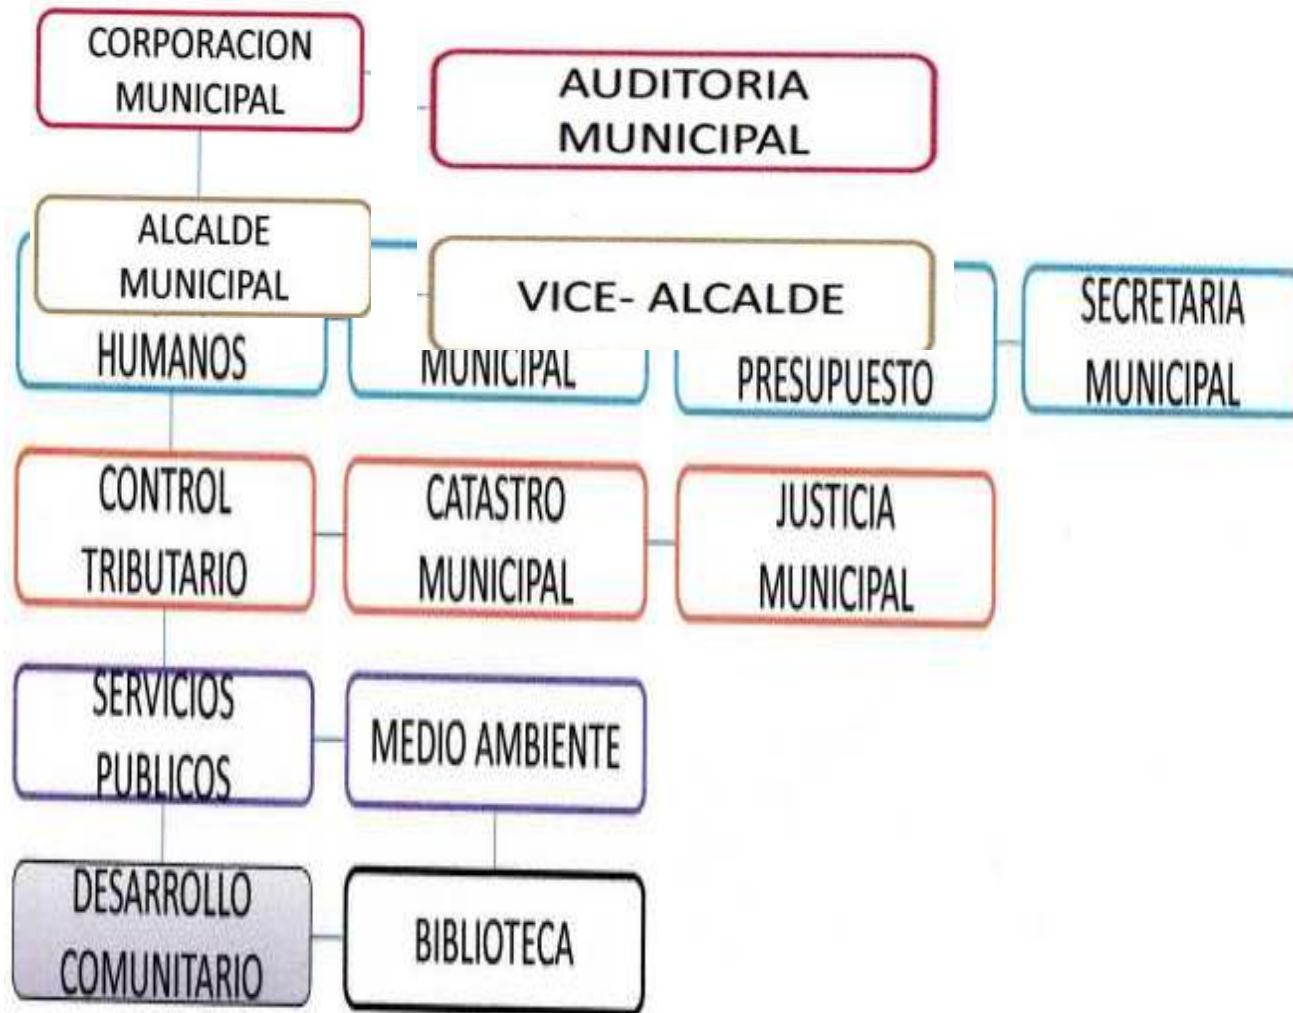 CORPORACION
MUNICIPAL
AUDITORIA
MUNICIPAL
ALCALDE
MUNICIPAL
VICE- ALCALDE
HUMANOS
MUNICIPAL
PRESUPUESTO
SECRETARIA
MUNICIPAL
CONTROL
TRIBUTARIO
CATASTRO
MUNICIPAL
JUSTICIA
MUNICIPAL
SERVICIOS
PUBLICOS
MEDIO AMBIENTE
DESARROLLO
COMUNITARIO
BIBLIOTECA